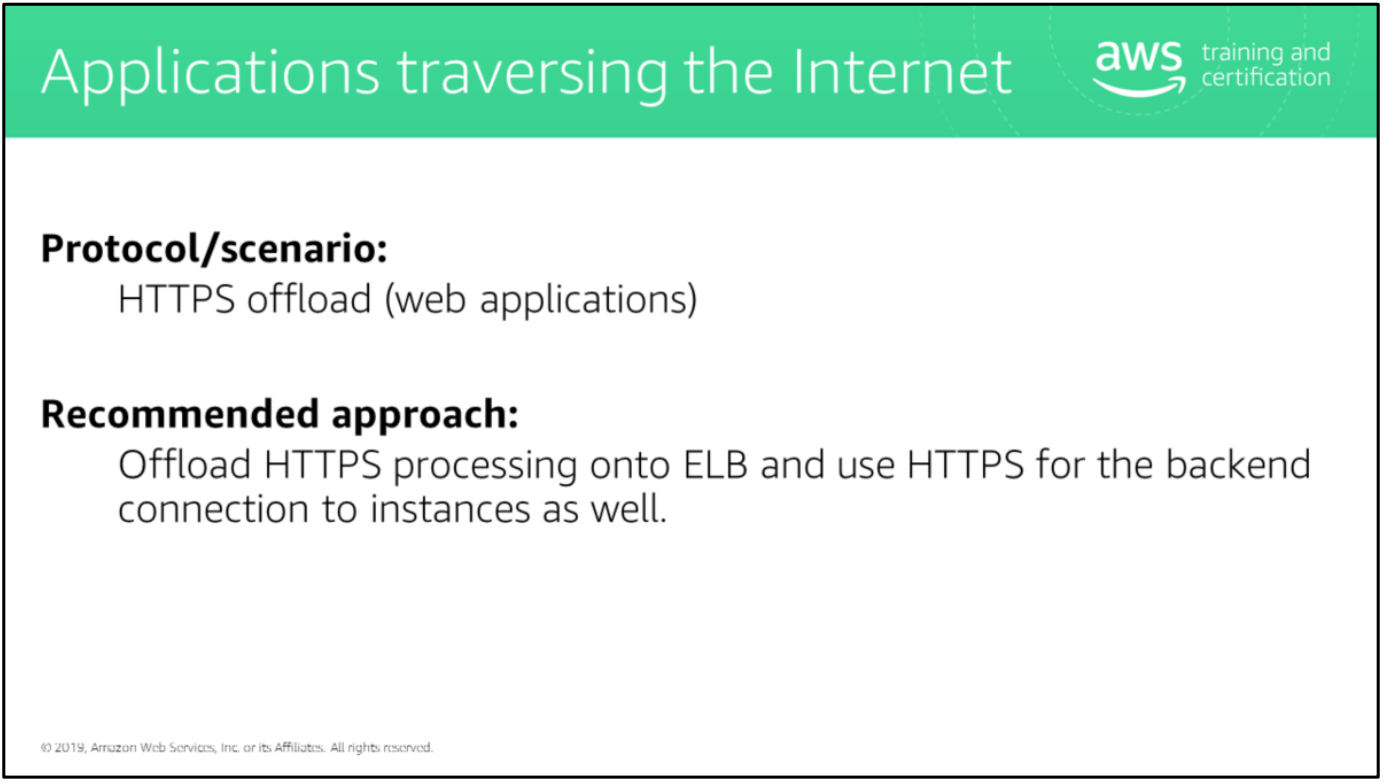 Applications traversing the Internet
aws training and
certification
Protocol/scenario:
HTTPS offload (web applications)
Recommended approach:
Offload HTTPS processing onto ELB and use HTTPS for the backend
connection to instances as well.
© 2019, Amazon Web Services, Inc. or its Affiliates. All rights reserved.